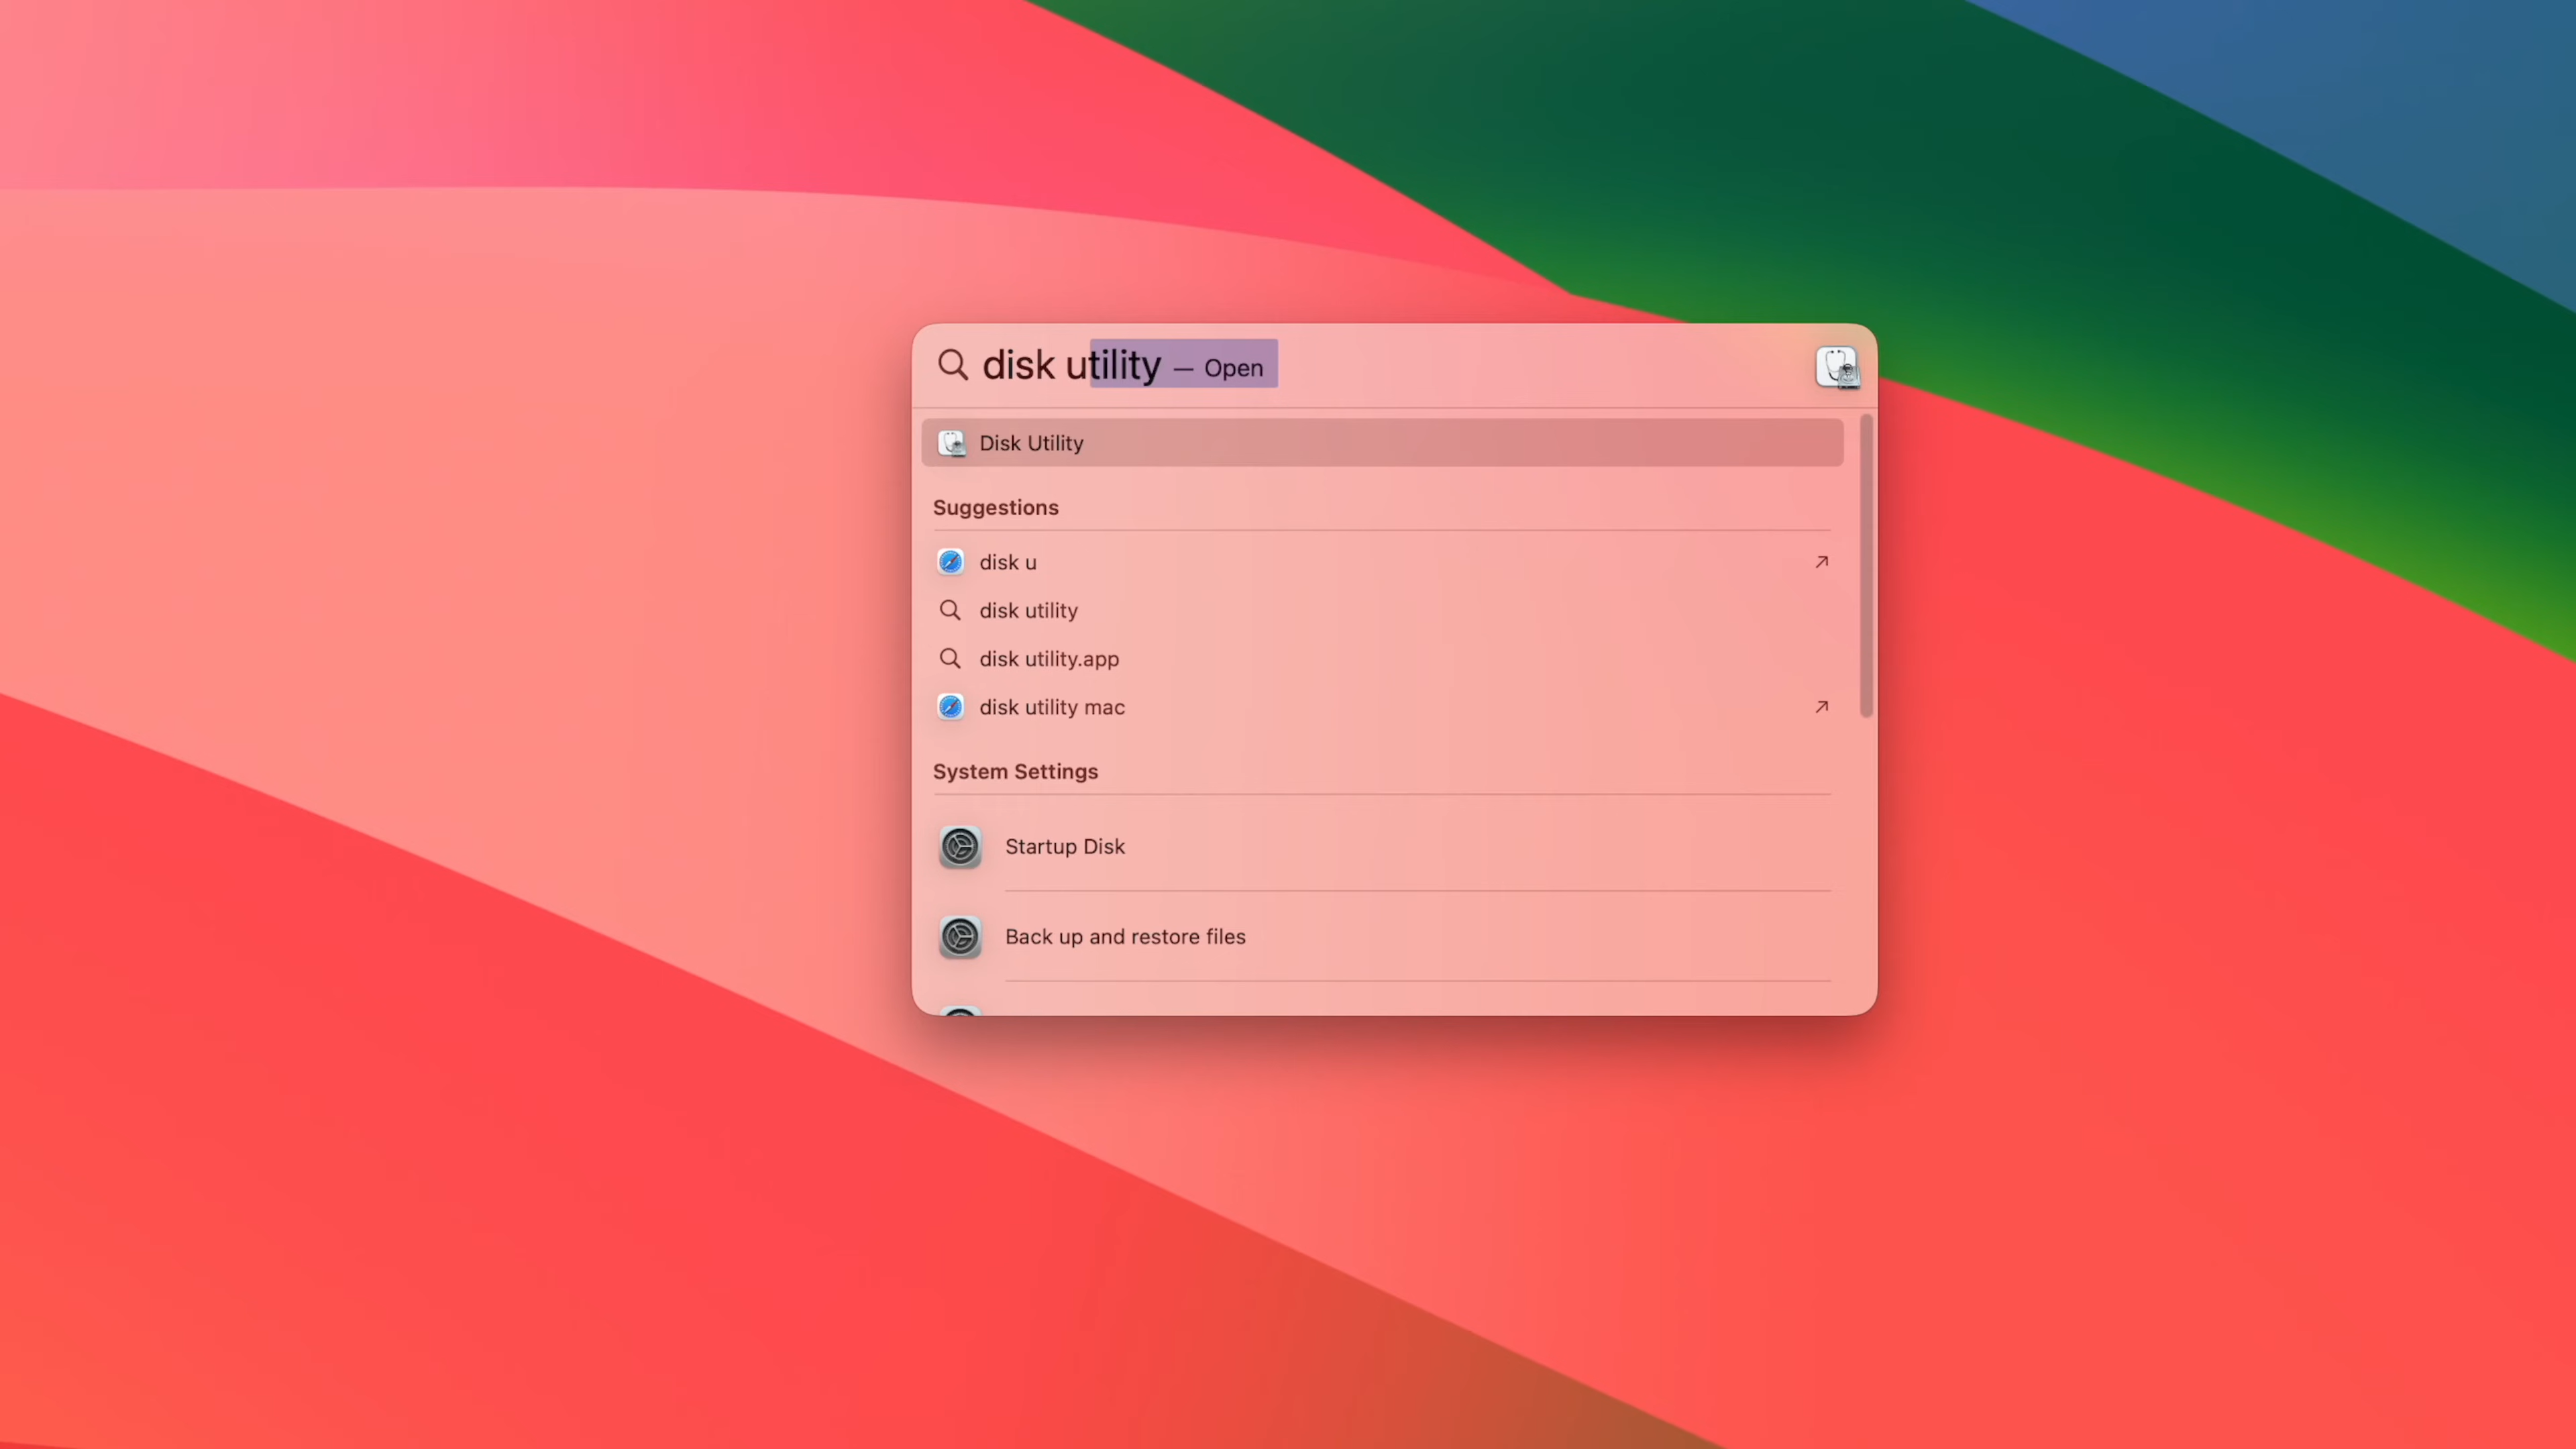 disk utility — Open
Disk Utility
Suggestions
disk u
disk utility
disk utility.app
disk utility mac
System Settings
Startup Disk
Back up and restore files